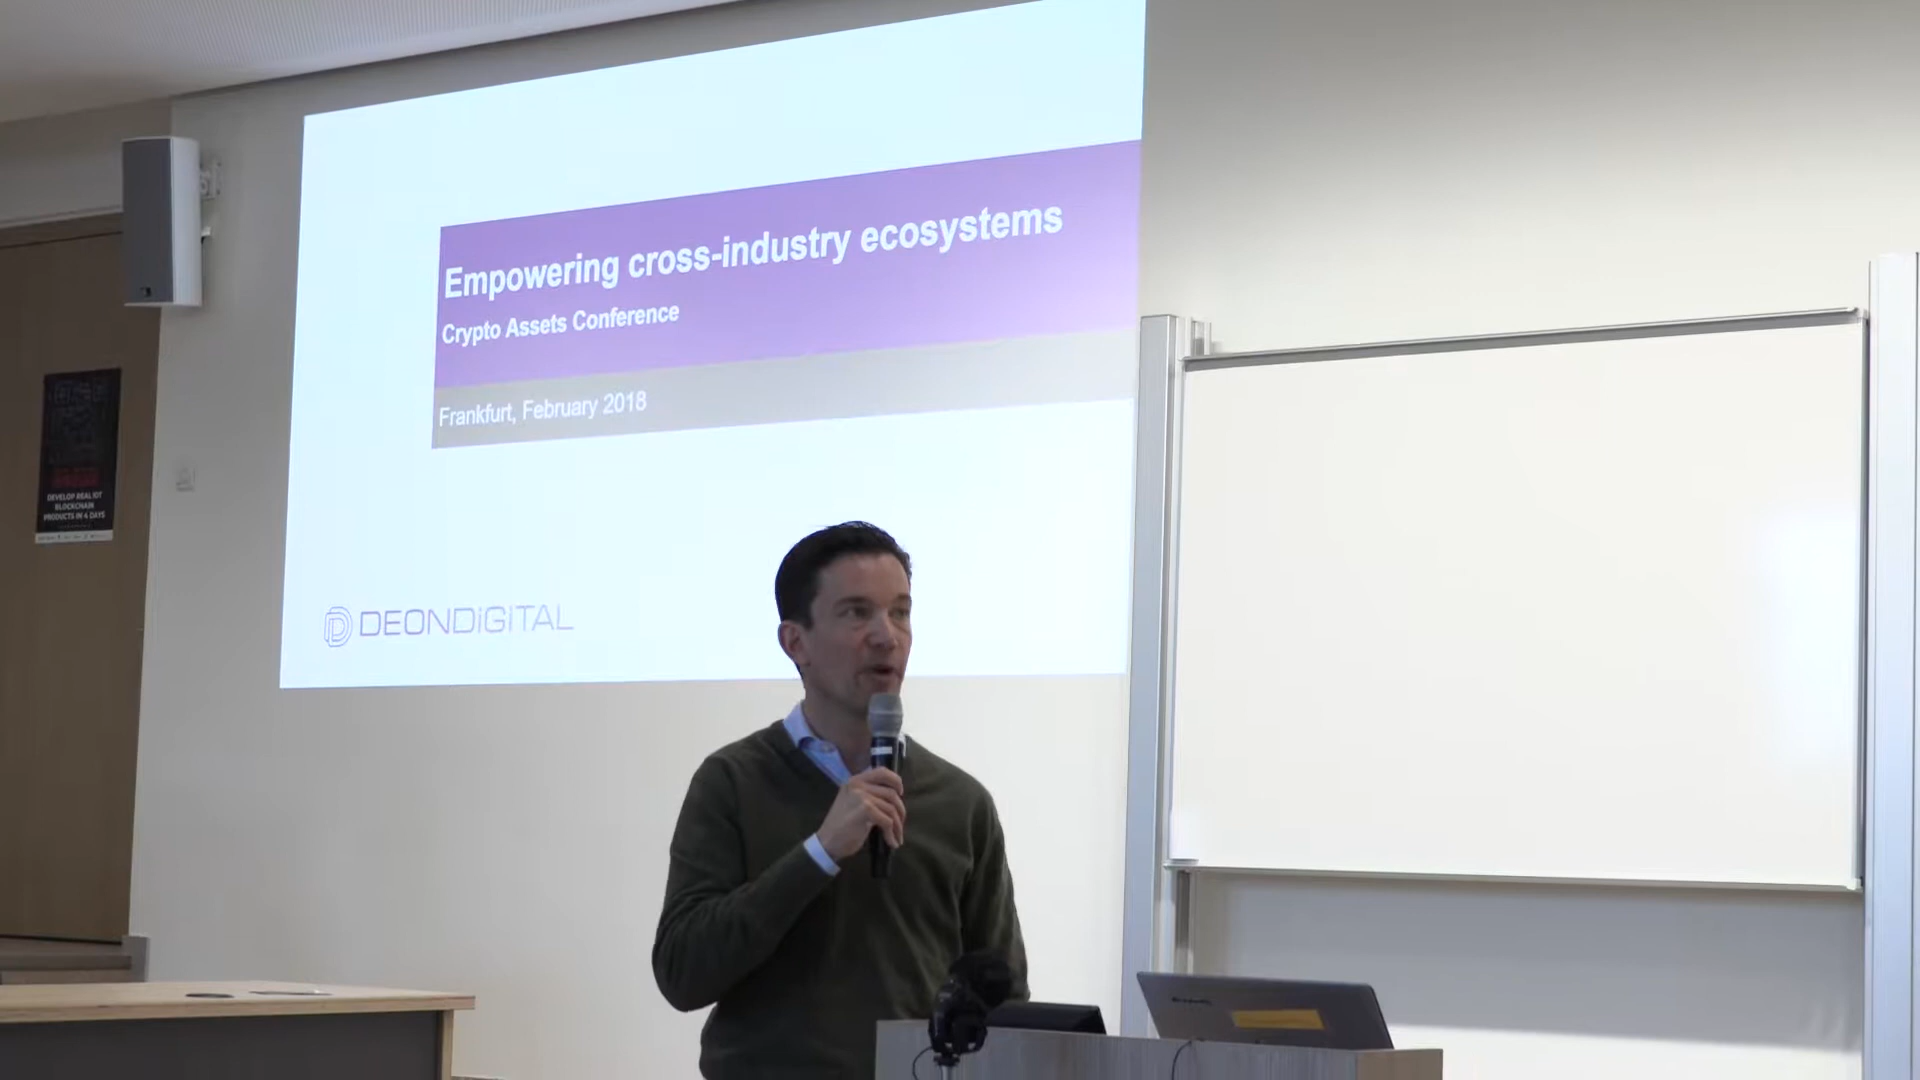 Empowering cross-industry ecosystems
Crypto Assets Conference
Frankfurt, February 2018
DEONDiGiTAL
DEVELOP REAL IOT
BLOCKCHAIN
PRODUCTS IN 4 DAYS